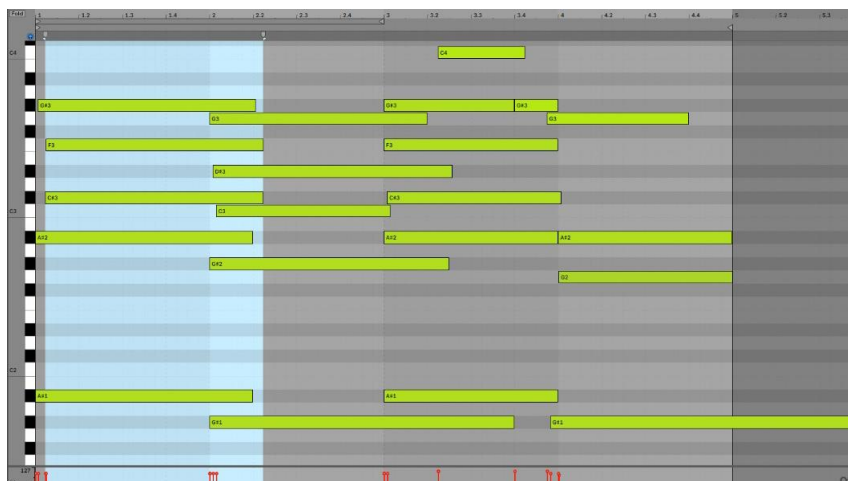 Fold 1 1.2 1.3 1.4 2 2.2 2.3 2.4 3 3.2 3.3 3.4 4 4.2 4.3 4.4 5 5.2 5.3
C4 C4
G#3 G#3 G#3
G3 G3
F3 F3
D#3
C#3 C#3
C3 C3
A#2 A#2 A#2
G#2
G2
C2
A#1 A#1
G#1 G#1
127